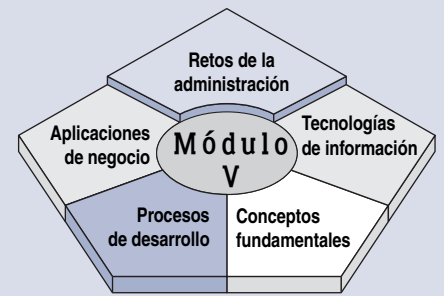 Retos de la
administración
Aplicaciones
de negocio
Módulo
V
Tecnologías
de información
Procesos
de desarrollo
Conceptos
fundamentales